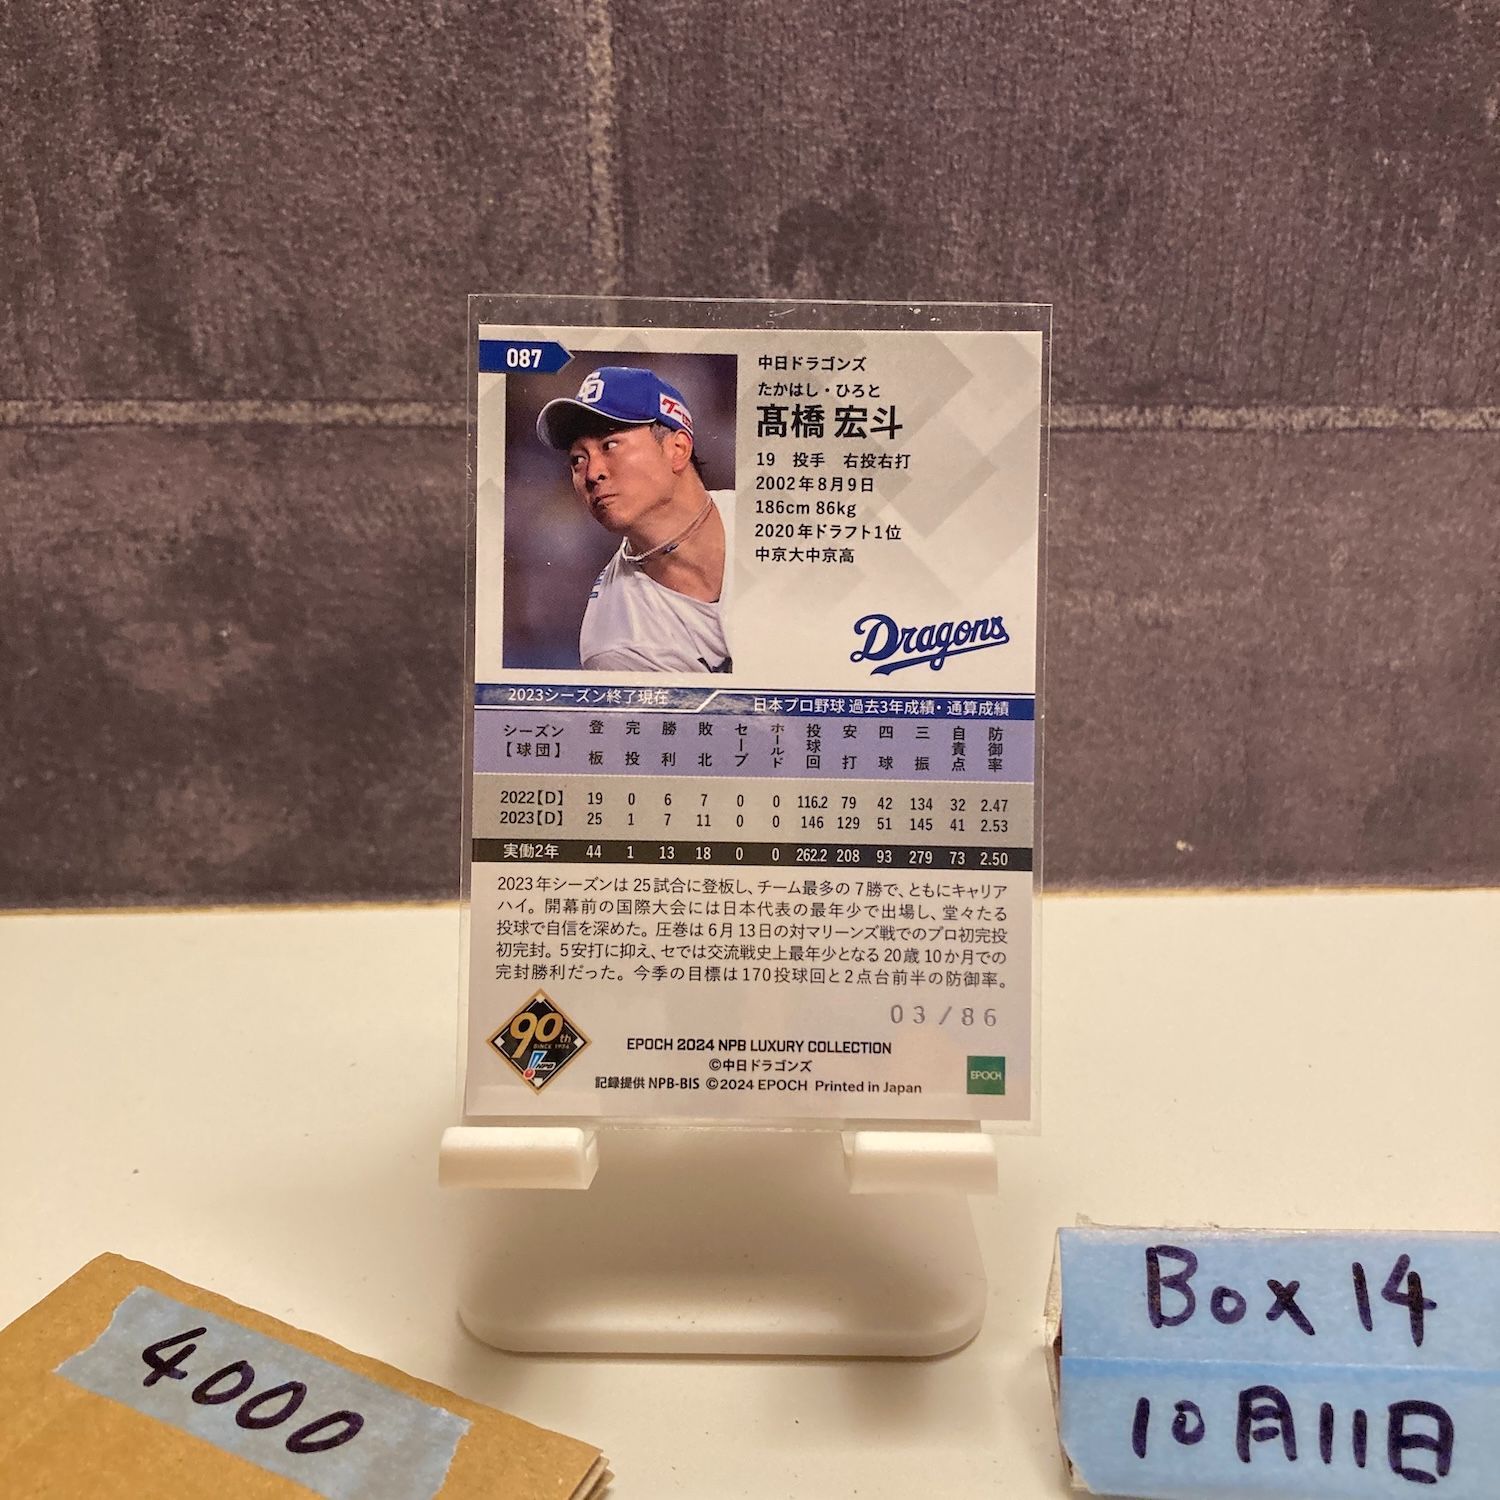 087
中日ドラゴンズ
たかはし・ひろと
髙橋 宏斗
19 投手 右投右打
2002年8月9日
186cm 86kg
2020年ドラフト1位
中京大中京高
Dragons
2023シーズン終了現在
日本プロ野球 過去3年成績・通算成績
シーズン【球団】 登板 完投 勝利 敗北 セーブ ホールド 投球回 安打 四球 三振 自責点 防御率
2022【D】 19 0 6 7 0 0 116.2 79 42 134 32 2.47
2023【D】 25 1 7 11 0 0 146 129 51 145 41 2.53
実働2年 44 1 13 18 0 0 262.2 208 93 279 73 2.50
2023年シーズンは25試合に登板し、チーム最多の7勝で、ともにキャリア
ハイ。開幕前の国際大会には日本代表の最年少で出場し、堂々たる
投球で自信を深めた。圧巻は6月13日の対マリーンズ戦でのプロ初完投
初完封。5安打に抑え、セでは交流戦史上最年少となる20歳10か月での
完封勝利だった。今季の目標は170投球回と2点台前半の防御率。
03/86
90th
SINCE 1934
NPB
EPOCH 2024 NPB LUXURY COLLECTION
©中日ドラゴンズ
記録提供 NPB-BIS ©2024 EPOCH Printed in Japan
EPOCH
4000
Box 14
10月11日